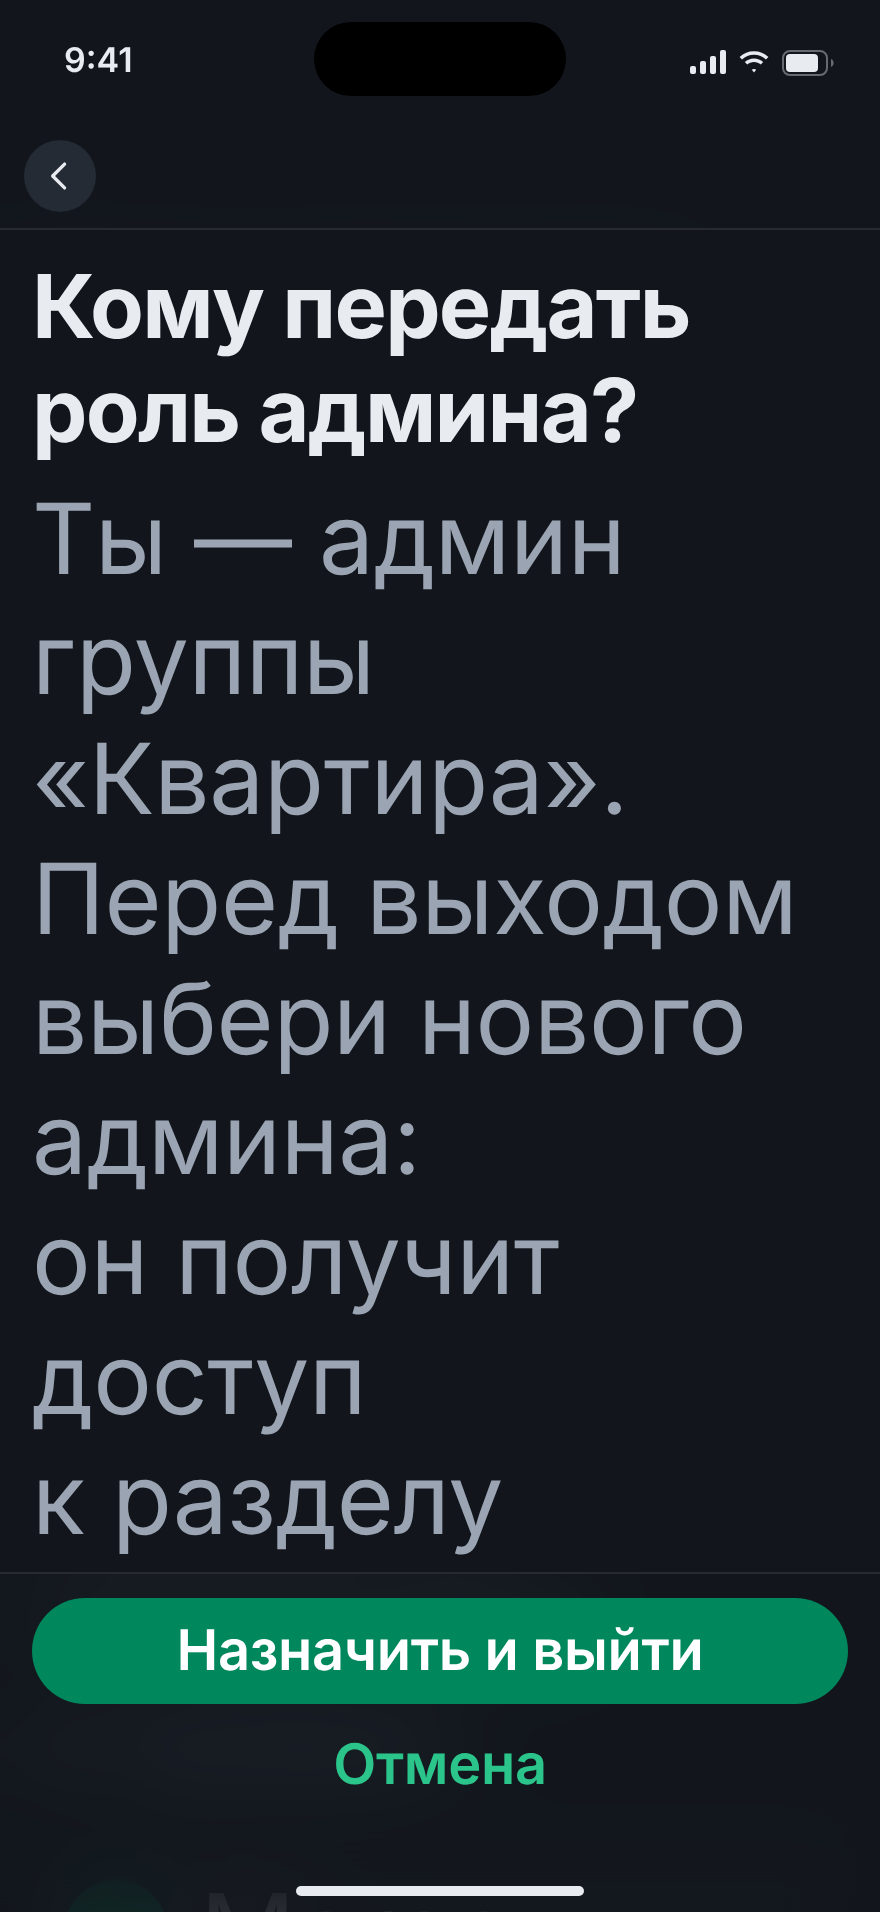 9:41
Кому передать
роль админа?
Ты — админ
группы
«Квартира».
Перед выходом
выбери нового
админа:
он получит
доступ
к разделу
Назначить и выйти
Отмена